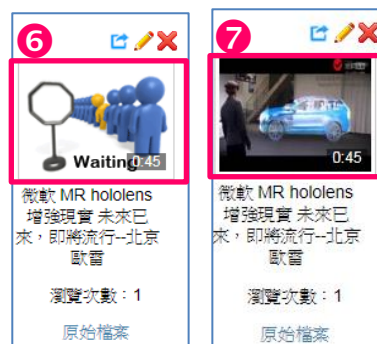 6
Waiting
0:45
微軟 MR hololens
增強現實 未來已
來，即將流行--北京
歐雷
瀏覽次數：1
原始檔案
7
0:45
微軟 MR hololens
增強現實 未來已
來，即將流行--北京
歐雷
瀏覽次數：1
原始檔案